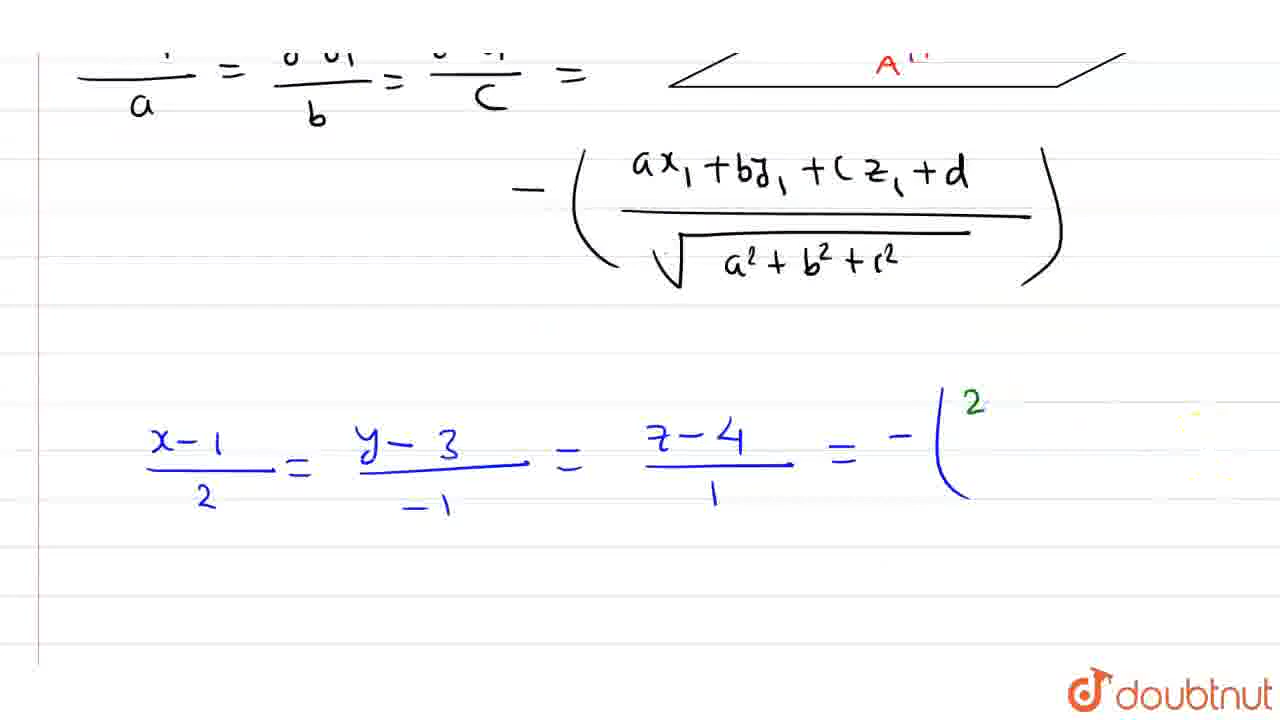 a = b = c =
A
- ( ax₁ + by₁ + cz₁ + d / √a² + b² + c² )
x - 1 / 2 = y - 3 / -1 = z - 4 / 1 = - ( 2
doubtnut